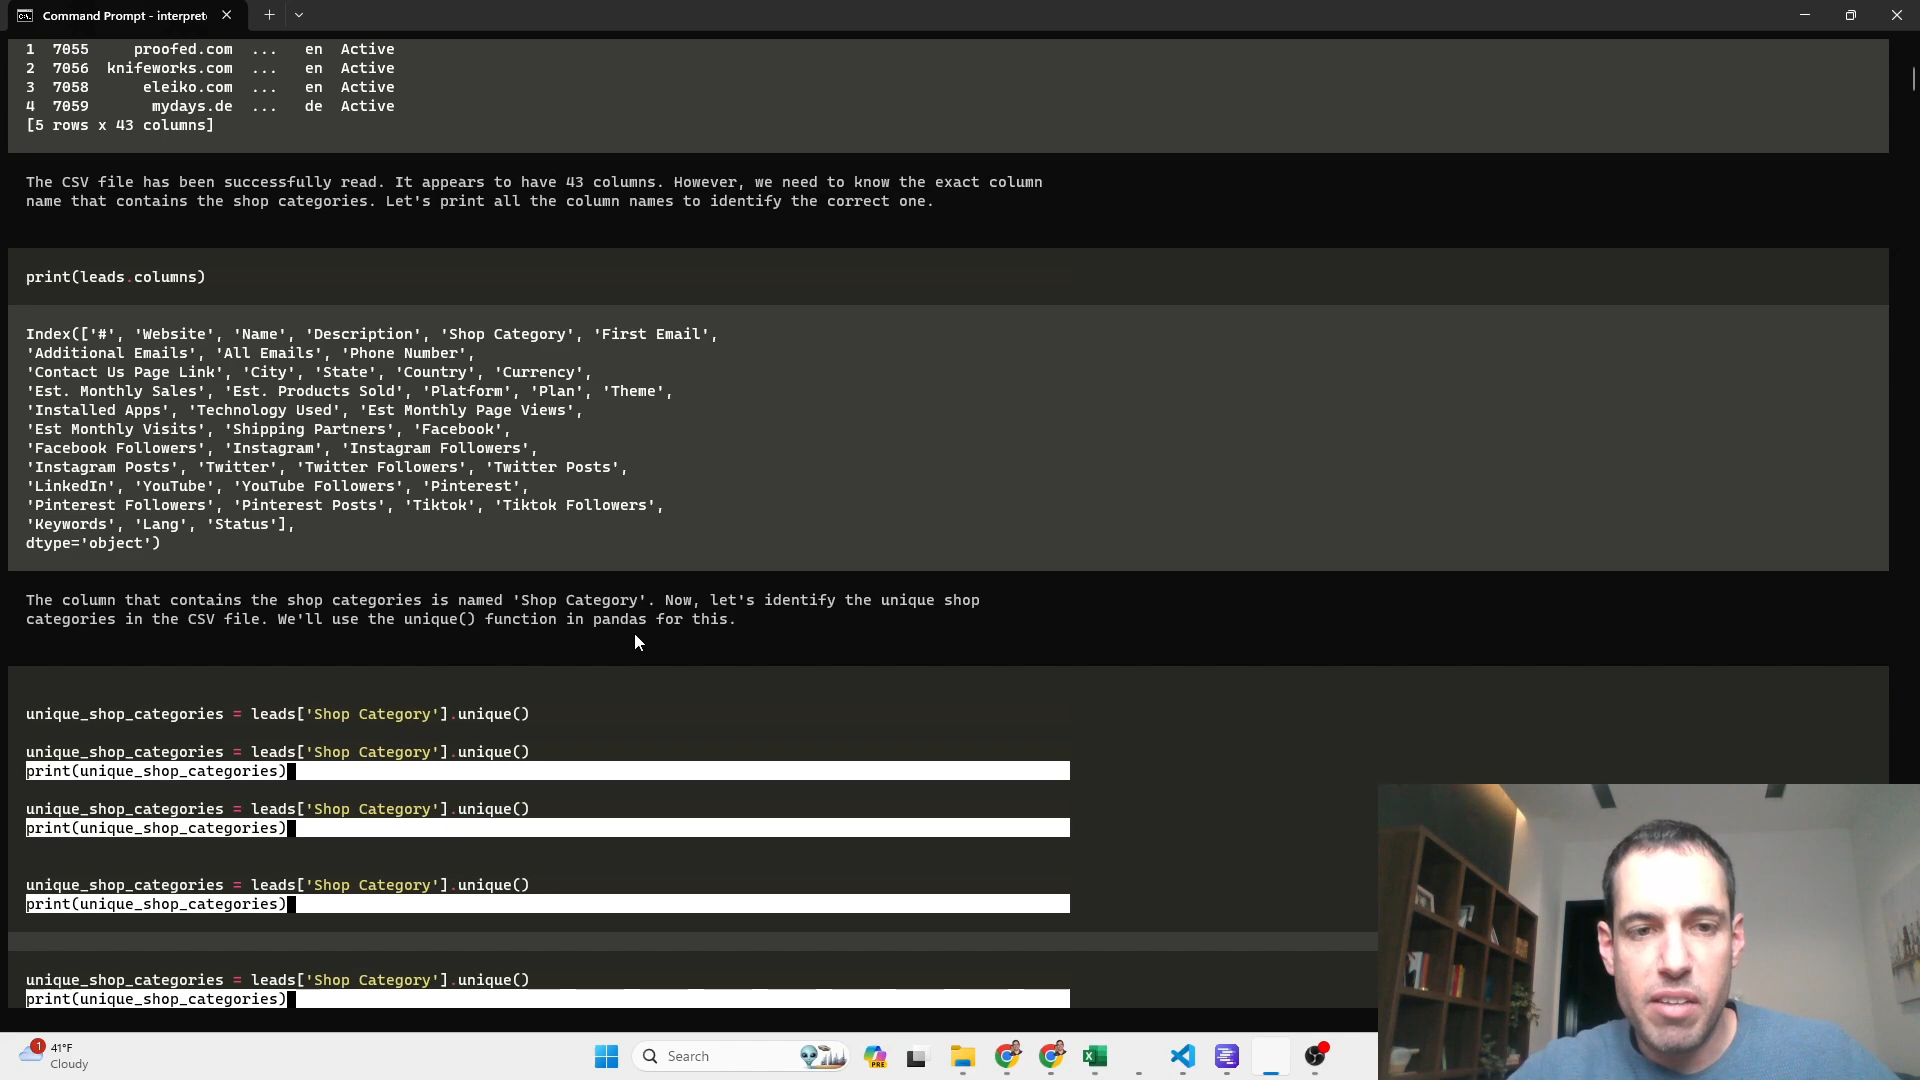 Command Prompt - interpret
1 7055 proofed.com ... en Active
2 7056 knifeworks.com ... en Active
3 7058 eleiko.com ... en Active
4 7059 mydays.de ... de Active
[5 rows x 43 columns]
The CSV file has been successfully read. It appears to have 43 columns. However, we need to know the exact column
name that contains the shop categories. Let's print all the column names to identify the correct one.
print(leads.columns)
Index(['#', 'Website', 'Name', 'Description', 'Shop Category', 'First Email',
'Additional Emails', 'All Emails', 'Phone Number',
'Contact Us Page Link', 'City', 'State', 'Country', 'Currency',
'Est. Monthly Sales', 'Est. Products Sold', 'Platform', 'Plan', 'Theme',
'Installed Apps', 'Technology Used', 'Est Monthly Page Views',
'Est Monthly Visits', 'Shipping Partners', 'Facebook',
'Facebook Followers', 'Instagram', 'Instagram Followers',
'Instagram Posts', 'Twitter', 'Twitter Followers', 'Twitter Posts',
'LinkedIn', 'YouTube', 'YouTube Followers', 'Pinterest',
'Pinterest Followers', 'Pinterest Posts', 'Tiktok', 'Tiktok Followers',
'Keywords', 'Lang', 'Status'],
dtype='object')
The column that contains the shop categories is named 'Shop Category'. Now, let's identify the unique shop
categories in the CSV file. We'll use the unique() function in pandas for this.
unique_shop_categories = leads['Shop Category'].unique()
unique_shop_categories = leads['Shop Category'].unique()
print(unique_shop_categories)
unique_shop_categories = leads['Shop Category'].unique()
print(unique_shop_categories)
unique_shop_categories = leads['Shop Category'].unique()
print(unique_shop_categories)
unique_shop_categories = leads['Shop Category'].unique()
print(unique_shop_categories)
1
41°F
Cloudy
Search
PRE